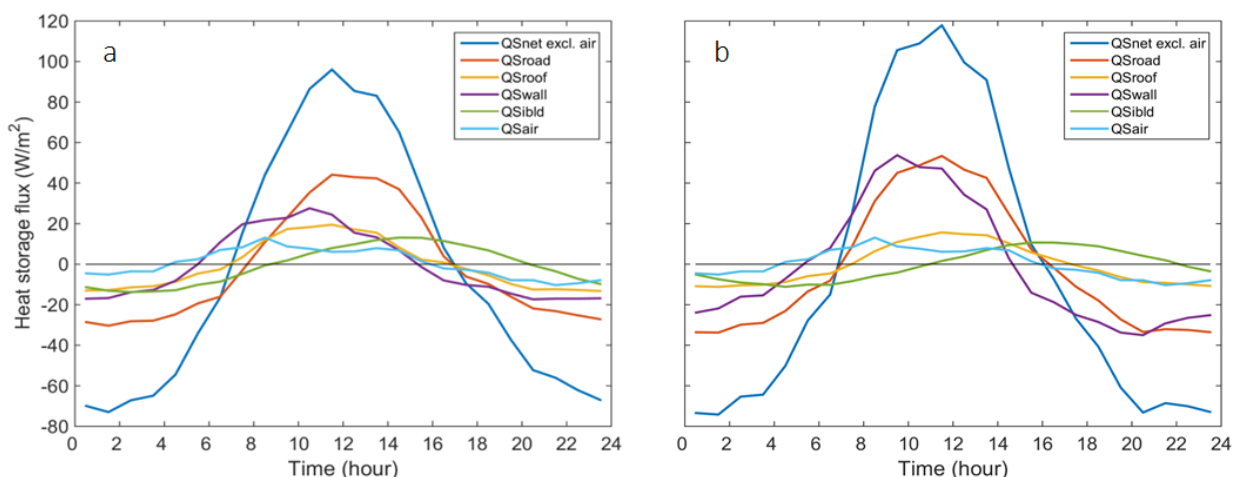 a
QSnet excl. air
QSroad
QSroof
QSwall
QSibld
QSair
120
100
80
60
40
20
0
-20
-40
-60
-80
Heat storage flux (W/m²)
0 2 4 6 8 10 12 14 16 18 20 22 24
Time (hour)
b
QSnet excl. air
QSroad
QSroof
QSwall
QSibld
QSair
0 2 4 6 8 10 12 14 16 18 20 22 24
Time (hour)